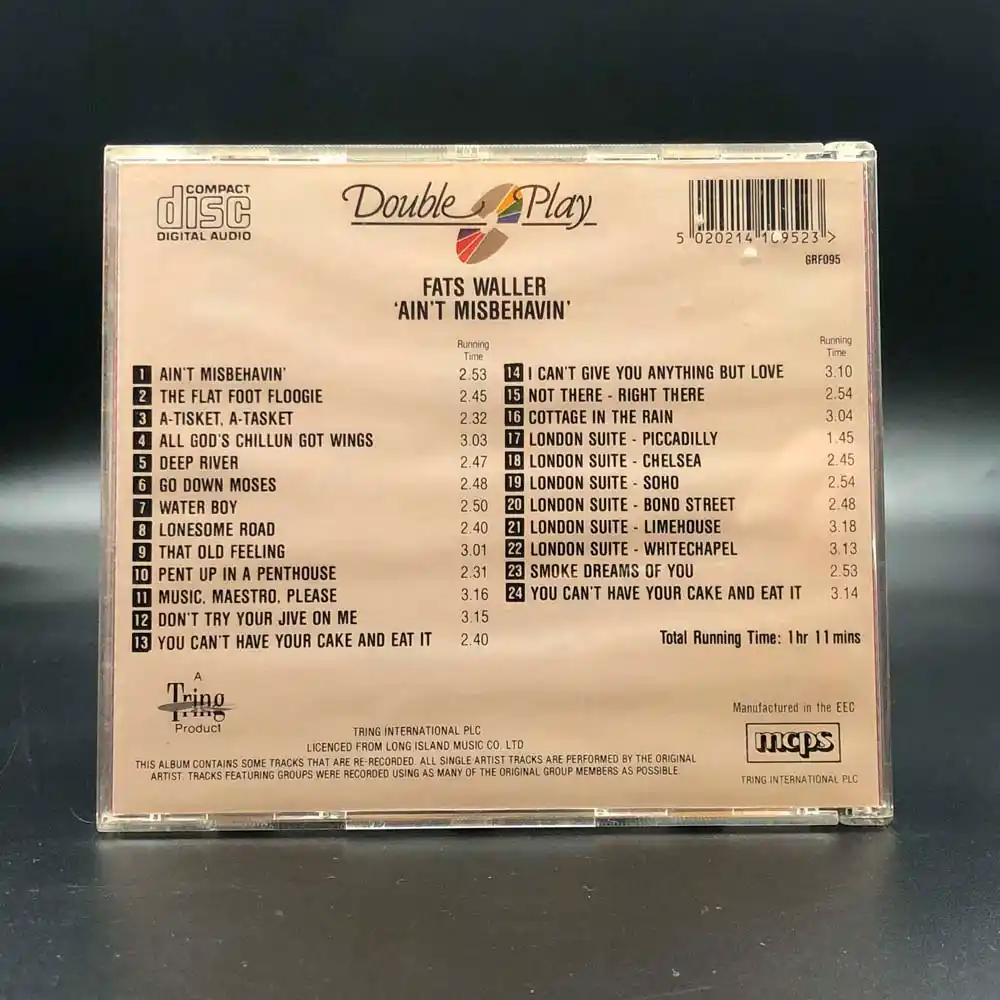 COMPACT
disc
DIGITAL AUDIO
Double Play
5 020214 109523 >
GRF095
FATS WALLER
'AIN'T MISBEHAVIN'
Running
Time
1 AIN'T MISBEHAVIN' 2.53
2 THE FLAT FOOT FLOOGIE 2.45
3 A-TISKET, A-TASKET 2.32
4 ALL GOD'S CHILLUN GOT WINGS 3.03
5 DEEP RIVER 2.47
6 GO DOWN MOSES 2.48
7 WATER BOY 2.50
8 LONESOME ROAD 2.40
9 THAT OLD FEELING 3.01
10 PENT UP IN A PENTHOUSE 2.31
11 MUSIC, MAESTRO, PLEASE 3.16
12 DON'T TRY YOUR JIVE ON ME 3.15
13 YOU CAN'T HAVE YOUR CAKE AND EAT IT 2.40
Running
Time
14 I CAN'T GIVE YOU ANYTHING BUT LOVE 3.10
15 NOT THERE - RIGHT THERE 2.54
16 COTTAGE IN THE RAIN 3.04
17 LONDON SUITE - PICCADILLY 1.45
18 LONDON SUITE - CHELSEA 2.45
19 LONDON SUITE - SOHO 2.54
20 LONDON SUITE - BOND STREET 2.48
21 LONDON SUITE - LIMEHOUSE 3.18
22 LONDON SUITE - WHITECHAPEL 3.13
23 SMOKE DREAMS OF YOU 2.53
24 YOU CAN'T HAVE YOUR CAKE AND EAT IT 3.14
Total Running Time: 1 hr 11 mins
A
Tring
Product
TRING INTERNATIONAL PLC
LICENCED FROM LONG ISLAND MUSIC CO. LTD
THIS ALBUM CONTAINS SOME TRACKS THAT ARE RE-RECORDED. ALL SINGLE ARTIST TRACKS ARE PERFORMED BY THE ORIGINAL
ARTIST. TRACKS FEATURING GROUPS WERE RECORDED USING AS MANY OF THE ORIGINAL GROUP MEMBERS AS POSSIBLE.
Manufactured in the EEC
mcps
TRING INTERNATIONAL PLC